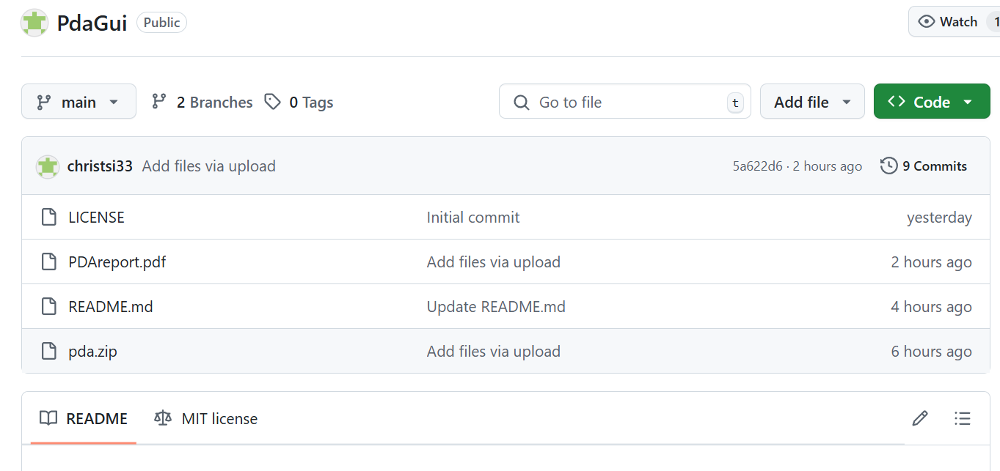 PdaGui Public Watch 1
main 2 Branches 0 Tags Go to file t Add file Code
christsi33 Add files via upload 5a622d6 · 2 hours ago 9 Commits
LICENSE Initial commit yesterday
PDAreport.pdf Add files via upload 2 hours ago
README.md Update README.md 4 hours ago
pda.zip Add files via upload 6 hours ago
README MIT license